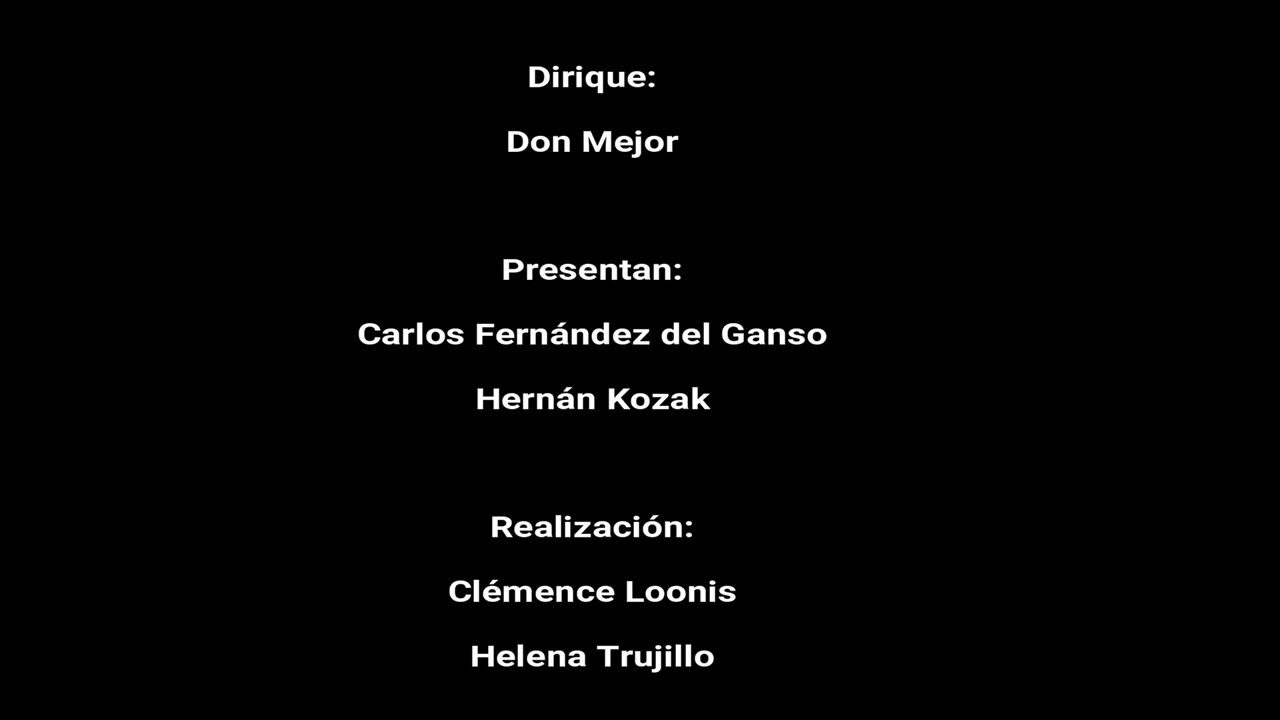 Dirique:
Don Mejor
Presentan:
Carlos Fernández del Ganso
Hernán Kozak
Realización:
Clémence Loonis
Helena Trujillo